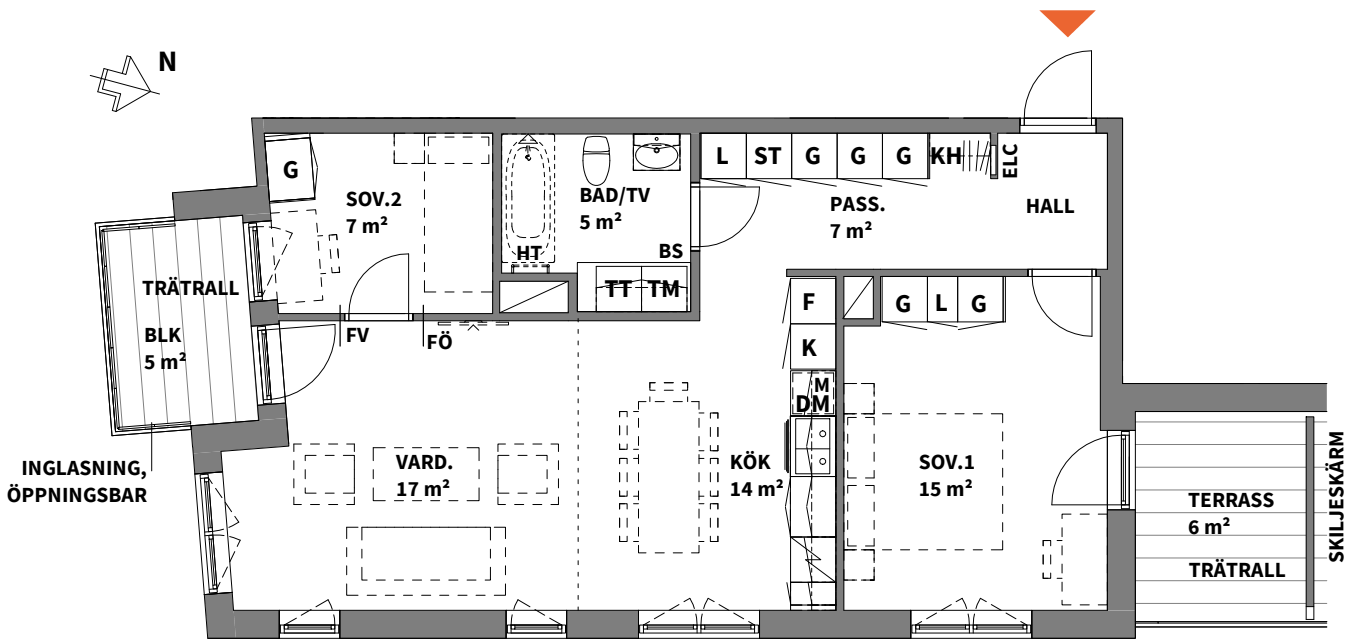 N
G
SOV.2
7 m²
BAD/TV
5 m²
HT
BS
TT
TM
L
ST
G
G
G
KH
ELC
PASS.
7 m²
HALL
TRÄTRALL
BLK
5 m²
FV
FÖ
F
K
M
DM
G
L
G
INGLASNING,
ÖPPNINGSBAR
VARD.
17 m²
KÖK
14 m²
SOV.1
15 m²
TERRASS
6 m²
TRÄTRALL
SKILJESKÄRM